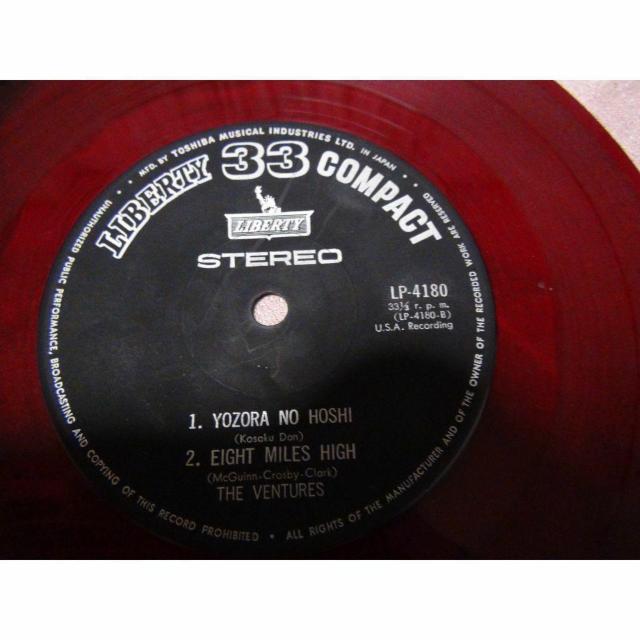 MFD. BY TOSHIBA MUSICAL INDUSTRIES LTD. IN JAPAN
LIBERTY 33 COMPACT
LIBERTY
STEREO
LP-4180
33⅓ r. p. m.
(LP-4180-B)
U.S.A. Recording
1. YOZORA NO HOSHI
(Kosaku Dan)
2. EIGHT MILES HIGH
(McGuinn-Crosby-Clark)
THE VENTURES
UNAUTHORIZED PUBLIC PERFORMANCE, BROADCASTING AND COPYING OF THIS RECORD PROHIBITED • ALL RIGHTS OF THE MANUFACTURER AND OF THE OWNER OF THE RECORDED WORK ARE RESERVED